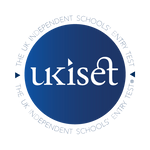 THE UK INDEPENDENT SCHOOLS' ENTRY TEST
ukiset
THE UK INDEPENDENT SCHOOLS' ENTRY TEST